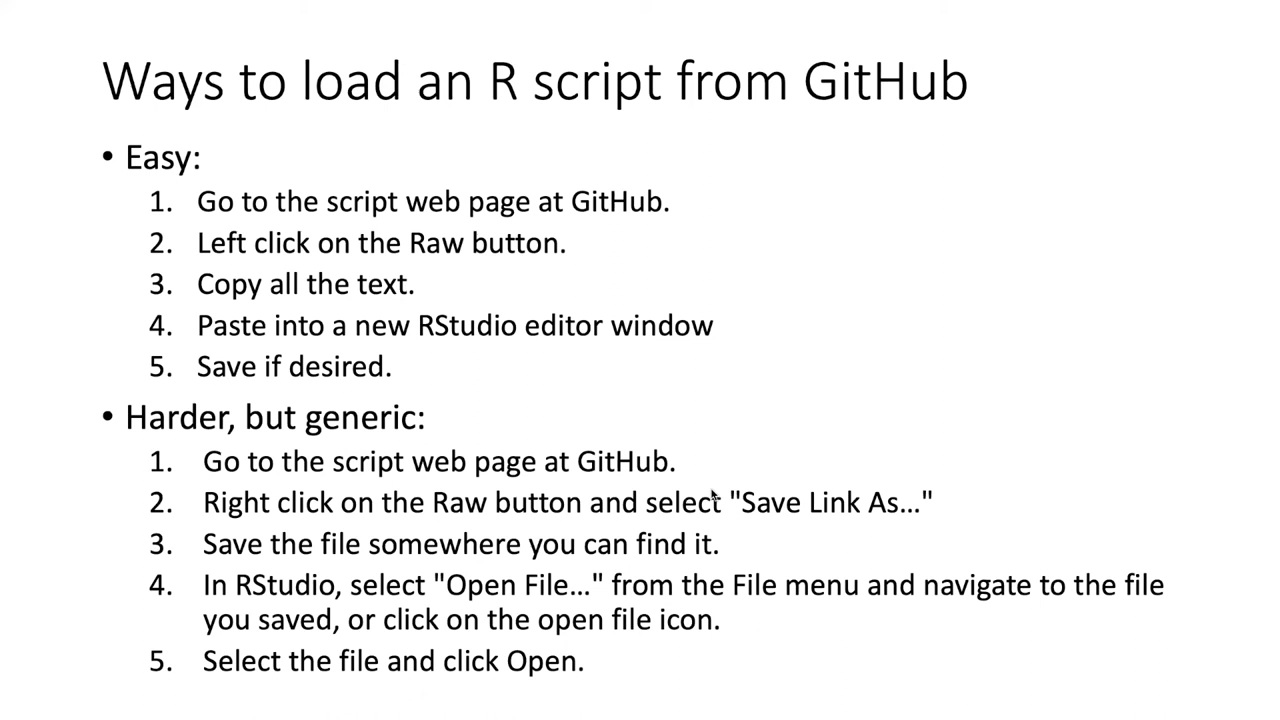 Ways to load an R script from GitHub
• Easy:
1. Go to the script web page at GitHub.
2. Left click on the Raw button.
3. Copy all the text.
4. Paste into a new RStudio editor window
5. Save if desired.
• Harder, but generic:
1. Go to the script web page at GitHub.
2. Right click on the Raw button and select "Save Link As…"
3. Save the file somewhere you can find it.
4. In RStudio, select "Open File…" from the File menu and navigate to the file
you saved, or click on the open file icon.
5. Select the file and click Open.